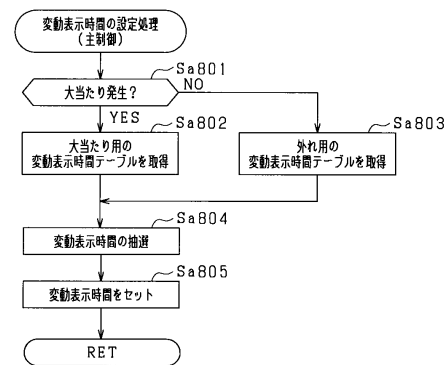 変動表示時間の設定処理
(主制御)
Sa801
大当たり発生？
NO
YES
Sa802
大当たり用の
変動表示時間テーブルを取得
Sa803
外れ用の
変動表示時間テーブルを取得
Sa804
変動表示時間の抽選
Sa805
変動表示時間をセット
RET